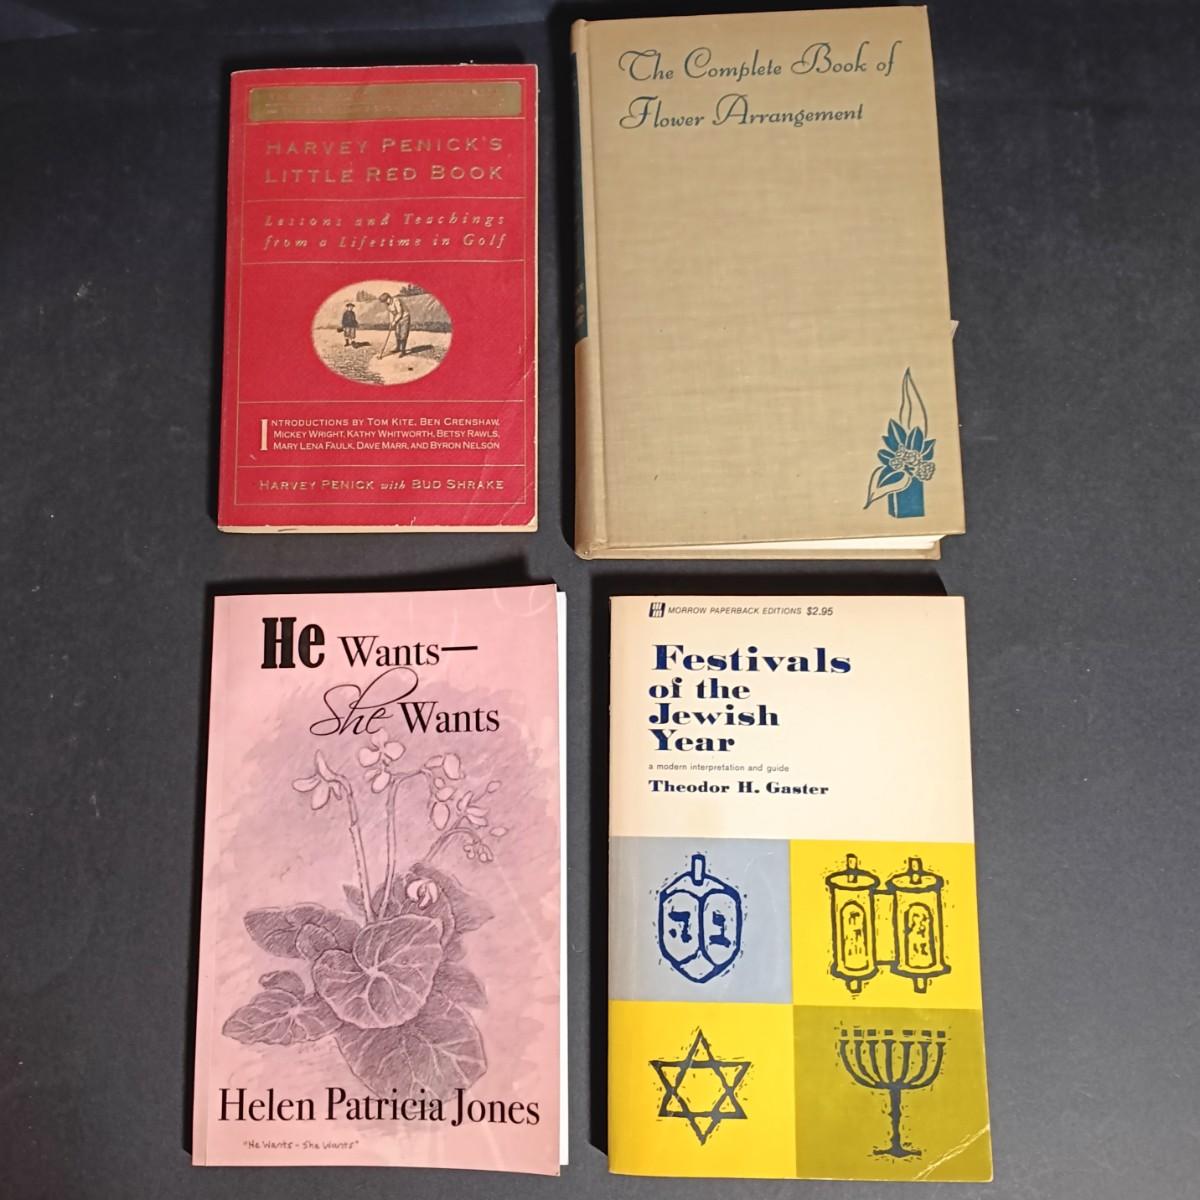 HARVEY PENICK'S
LITTLE RED BOOK
Lessons and Teachings
from a Lifetime in Golf
INTRODUCTIONS BY TOM KITE, BEN CRENSHAW,
MICKEY WRIGHT, KATHY WHITWORTH, BETSY RAWLS,
MARY LENA FAULK, DAVE MARR, AND BYRON NELSON
HARVEY PENICK with BUD SHRAKE
The Complete Book of
Flower Arrangement
He Wants—
She Wants
Helen Patricia Jones
"He Wants - She Wants"
MORROW PAPERBACK EDITIONS $2.95
Festivals
of the
Jewish
Year
a modern interpretation and guide
Theodor H. Gaster